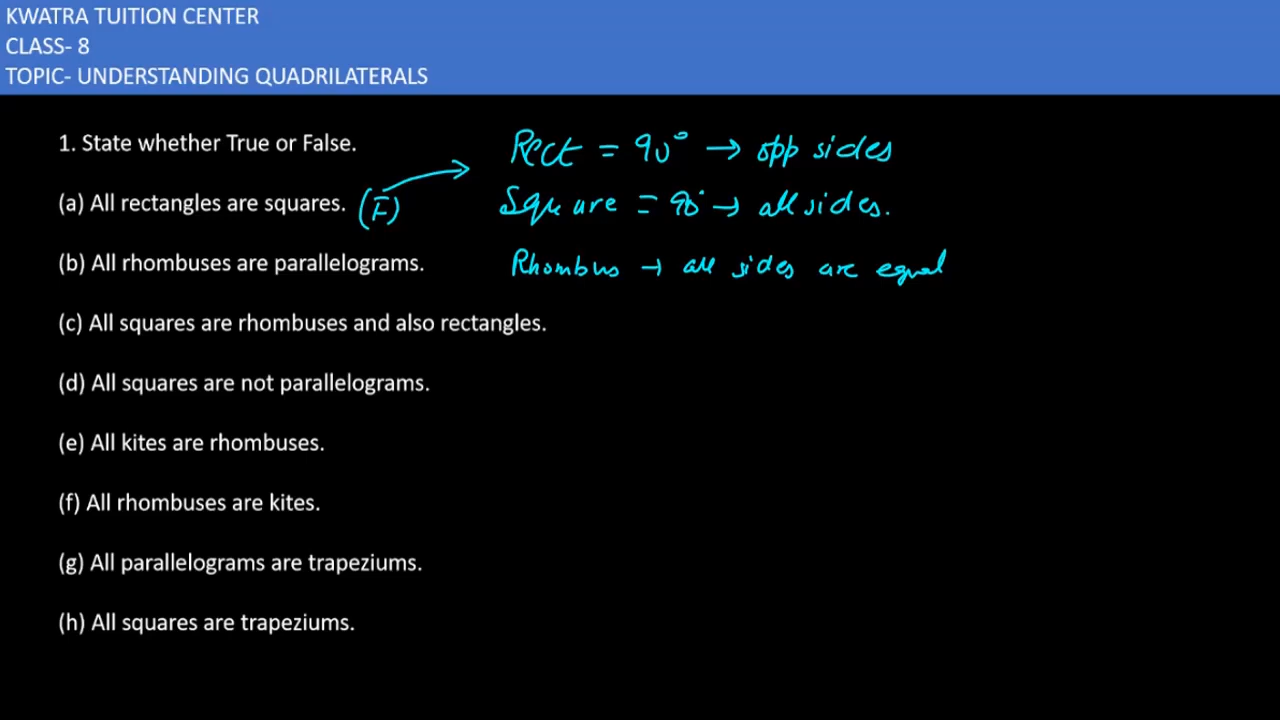 KWATRA TUITION CENTER
CLASS- 8
TOPIC- UNDERSTANDING QUADRILATERALS
1. State whether True or False.
Rect = 90° → opp sides
(a) All rectangles are squares. (F)
Square = 90° → all sides.
(b) All rhombuses are parallelograms.
Rhombus → all sides are equal
(c) All squares are rhombuses and also rectangles.
(d) All squares are not parallelograms.
(e) All kites are rhombuses.
(f) All rhombuses are kites.
(g) All parallelograms are trapeziums.
(h) All squares are trapeziums.